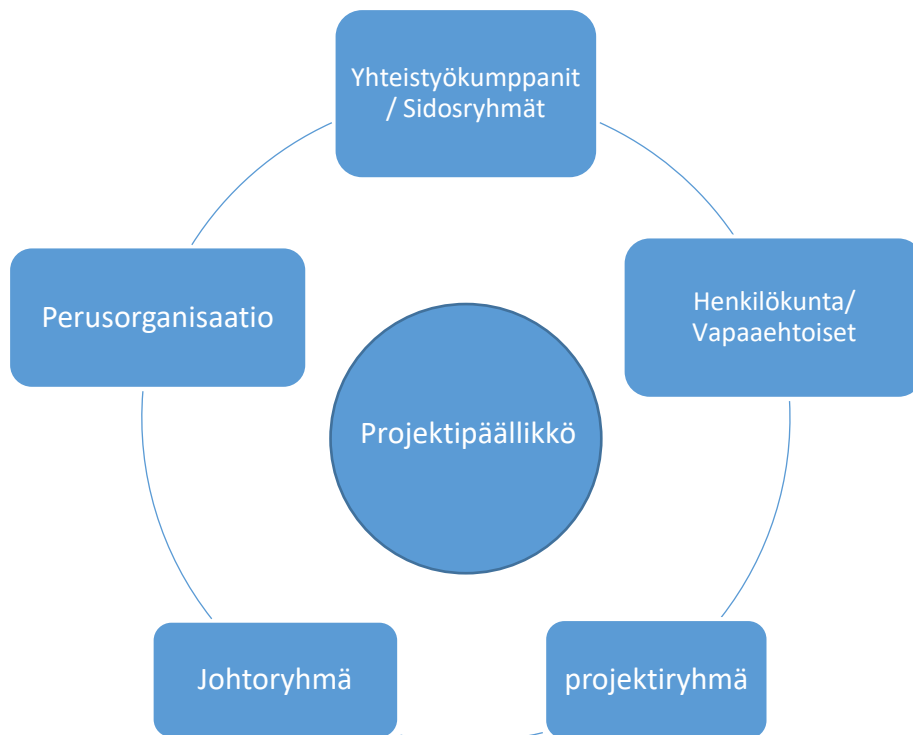 Yhteistyökumppanit
/ Sidosryhmät
Perusorganisaatio
Henkilökunta/
Vapaaehtoiset
Projektipäällikkö
Johtoryhmä
projektiryhmä